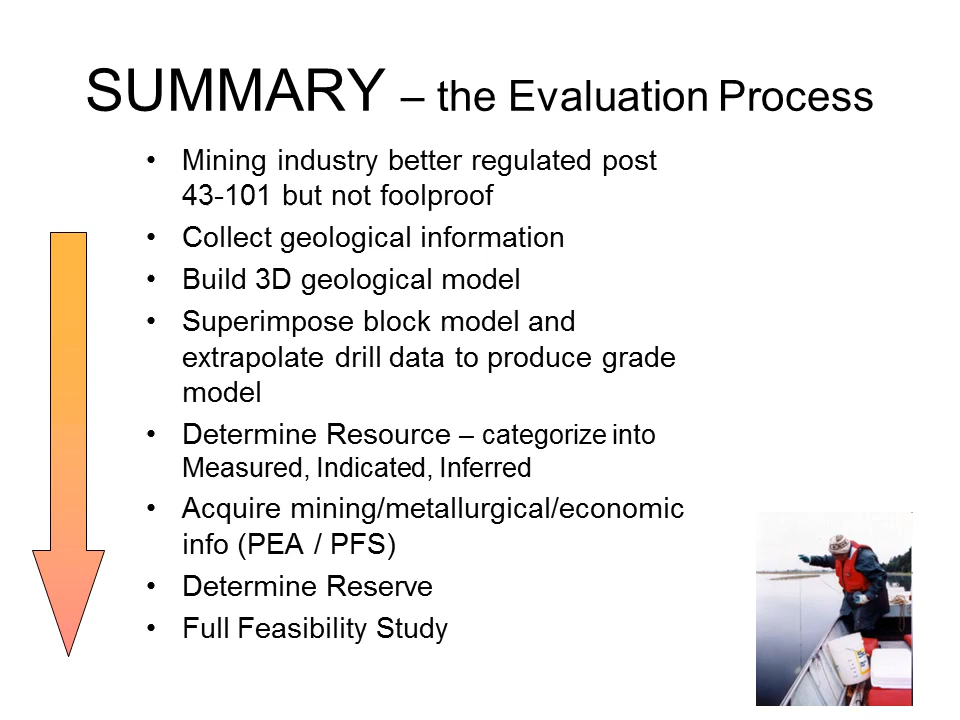 SUMMARY – the Evaluation Process
• Mining industry better regulated post
43-101 but not foolproof
• Collect geological information
• Build 3D geological model
• Superimpose block model and
extrapolate drill data to produce grade
model
• Determine Resource – categorize into
Measured, Indicated, Inferred
• Acquire mining/metallurgical/economic
info (PEA / PFS)
• Determine Reserve
• Full Feasibility Study